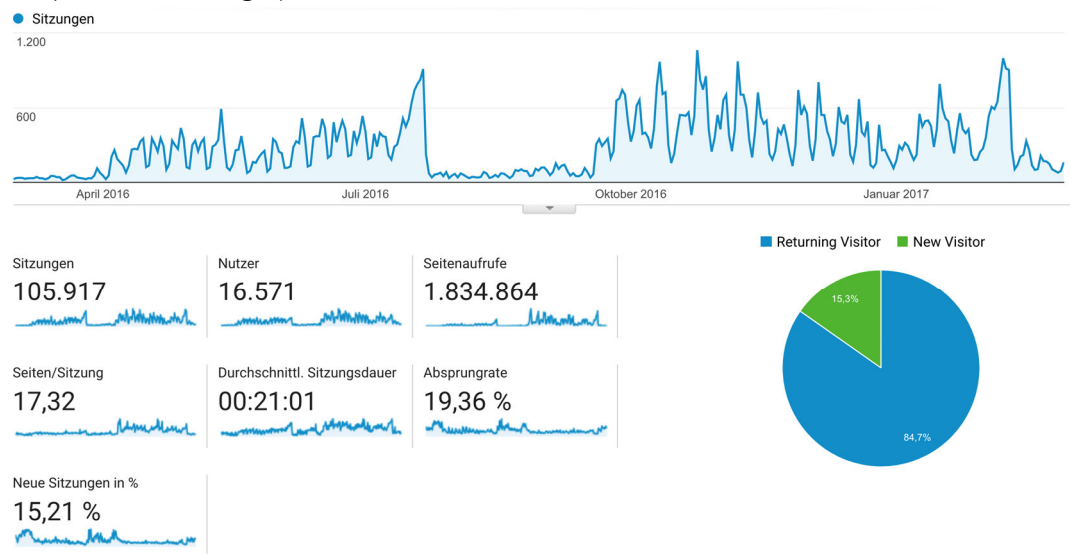 Sitzungen
1.200
600
April 2016 Juli 2016 Oktober 2016 Januar 2017
Returning Visitor New Visitor
Sitzungen Nutzer Seitenaufrufe
105.917 16.571 1.834.864
15,3%
Seiten/Sitzung Durchschnittl. Sitzungsdauer Absprungrate
17,32 00:21:01 19,36 %
84,7%
Neue Sitzungen in %
15,21 %